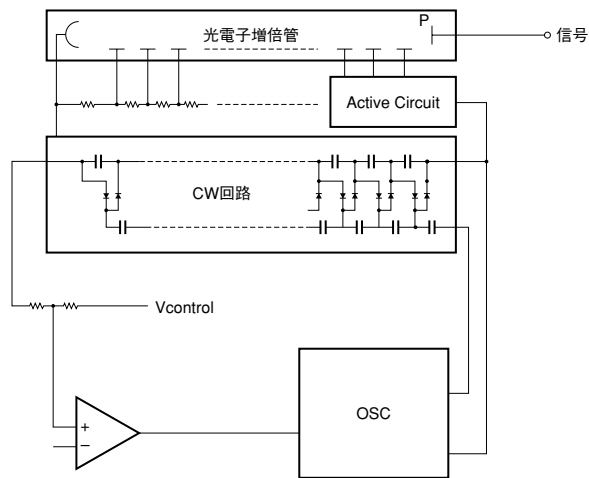 P
光電子増倍管
信号
Active Circuit
CW回路
Vcontrol
+
−
OSC